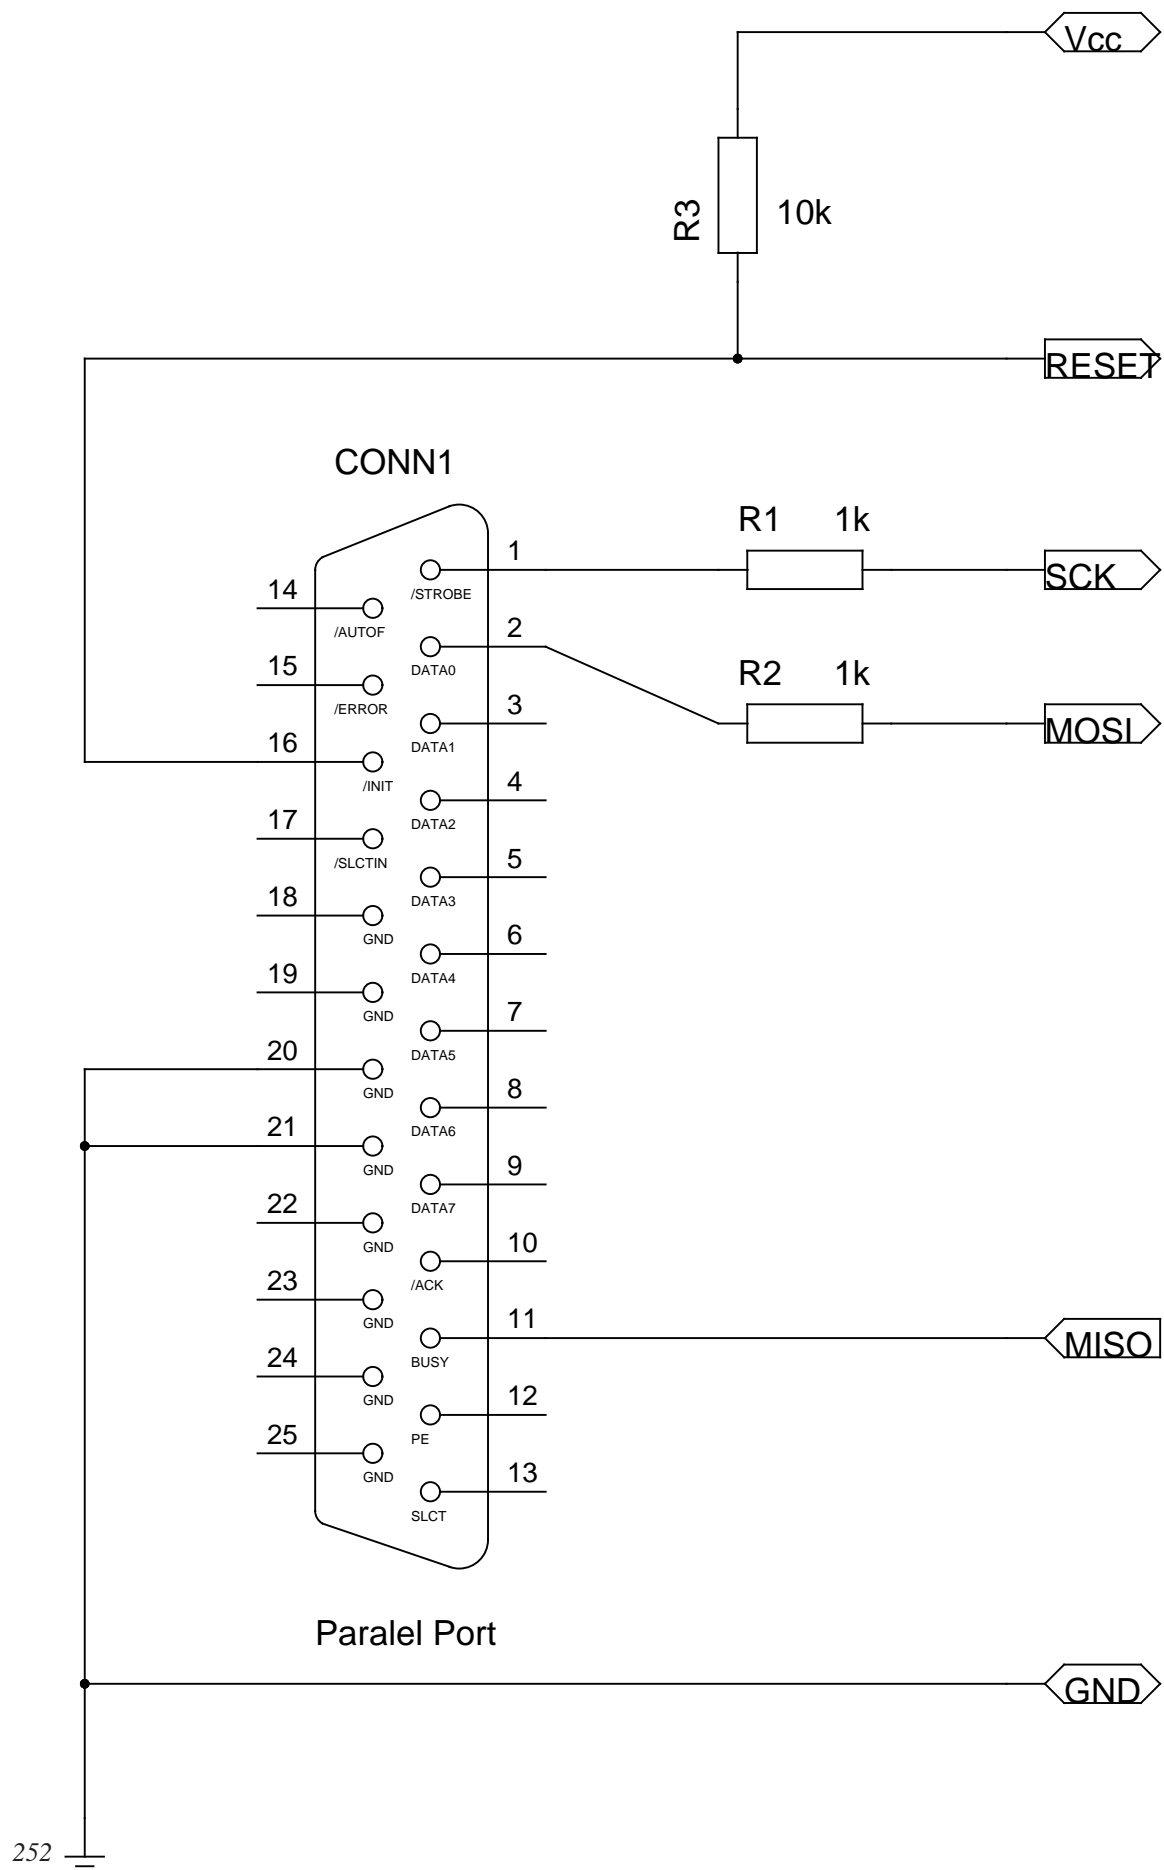 Vcc
R3 10k
RESET
CONN1
R1 1k
1
SCK
14
/STROBE
/AUTOF
2
DATA0
R2 1k
15
/ERROR
3
DATA1
MOSI
16
/INIT
4
DATA2
17
/SLCTIN
5
DATA3
18
GND
6
DATA4
19
GND
7
DATA5
20
GND
8
DATA6
21
GND
9
DATA7
22
GND
10
/ACK
23
GND
11
BUSY
MISO
24
GND
12
PE
25
GND
13
SLCT
Paralel Port
GND
252